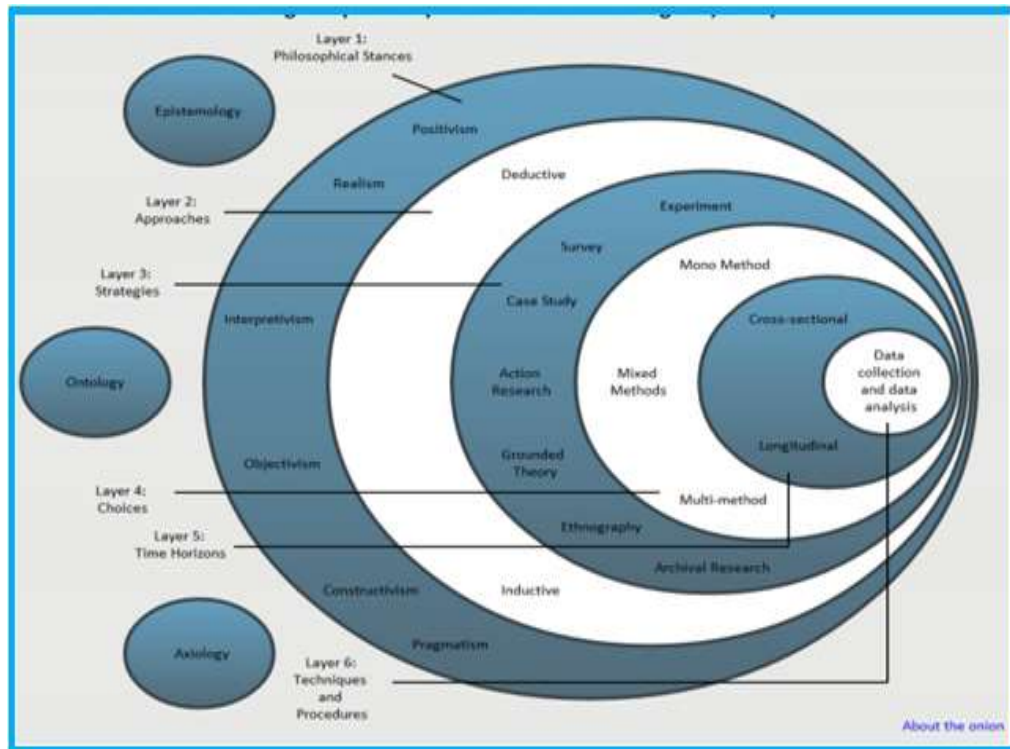 Layer 1:
Philosophical Stances
Epistemology
Positivism
Realism
Deductive
Layer 2:
Approaches
Experiment
Survey
Mono Method
Layer 3:
Strategies
Case Study
Interpretivism
Cross-sectional
Ontology
Action
Research
Mixed
Methods
Data
collection
and data
analysis
Objectivism
Grounded
Theory
Longitudinal
Layer 4:
Choices
Multi-method
Ethnography
Layer 5:
Time Horizons
Archival Research
Constructivism
Inductive
Axiology
Pragmatism
Layer 6:
Techniques
and
Procedures
About the onion